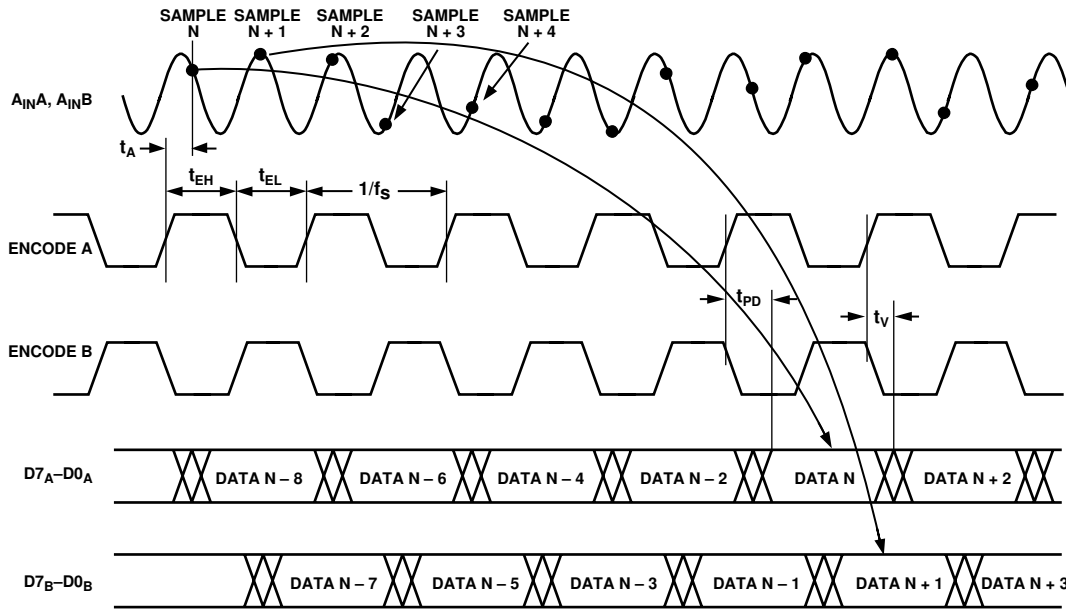 SAMPLE N
SAMPLE N + 1
SAMPLE N + 2
SAMPLE N + 3
SAMPLE N + 4
AINA, AINB
tA
tEH
tEL
1/fS
ENCODE A
tPD
tV
ENCODE B
D7A–D0A
DATA N – 8
DATA N – 6
DATA N – 4
DATA N – 2
DATA N
DATA N + 2
D7B–D0B
DATA N – 7
DATA N – 5
DATA N – 3
DATA N – 1
DATA N + 1
DATA N + 3